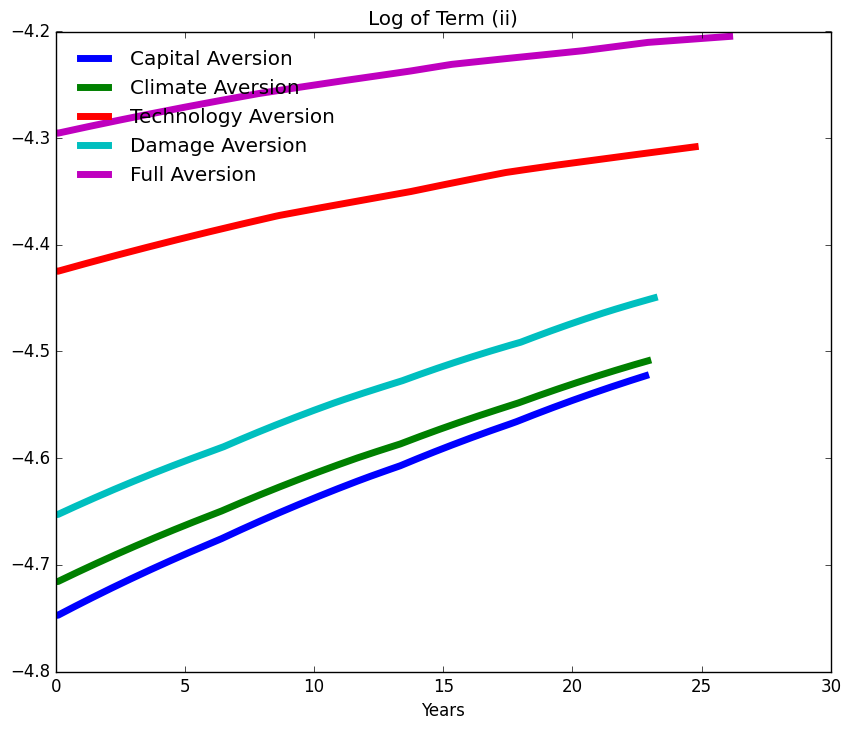 Log of Term (ii)
−4.2
−4.3
−4.4
−4.5
−4.6
−4.7
−4.8
Capital Aversion
Climate Aversion
Technology Aversion
Damage Aversion
Full Aversion
0 5 10 15 20 25 30
Years